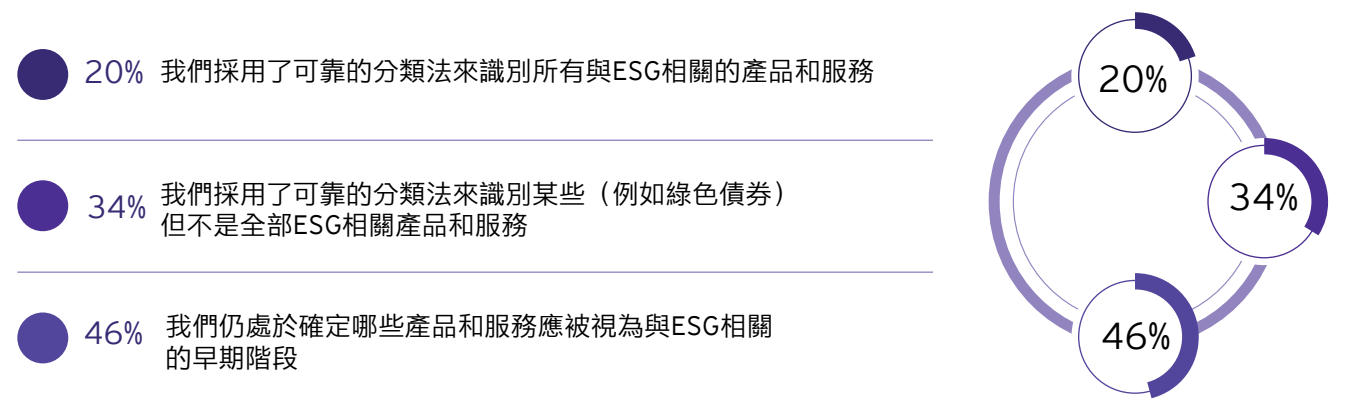 20% 我們採用了可靠的分類法來識別所有與ESG相關的產品和服務
34% 我們採用了可靠的分類法來識別某些（例如綠色債券）
但不是全部ESG相關產品和服務
46% 我們仍處於確定哪些產品和服務應被視為與ESG相關
的早期階段
20%
34%
46%